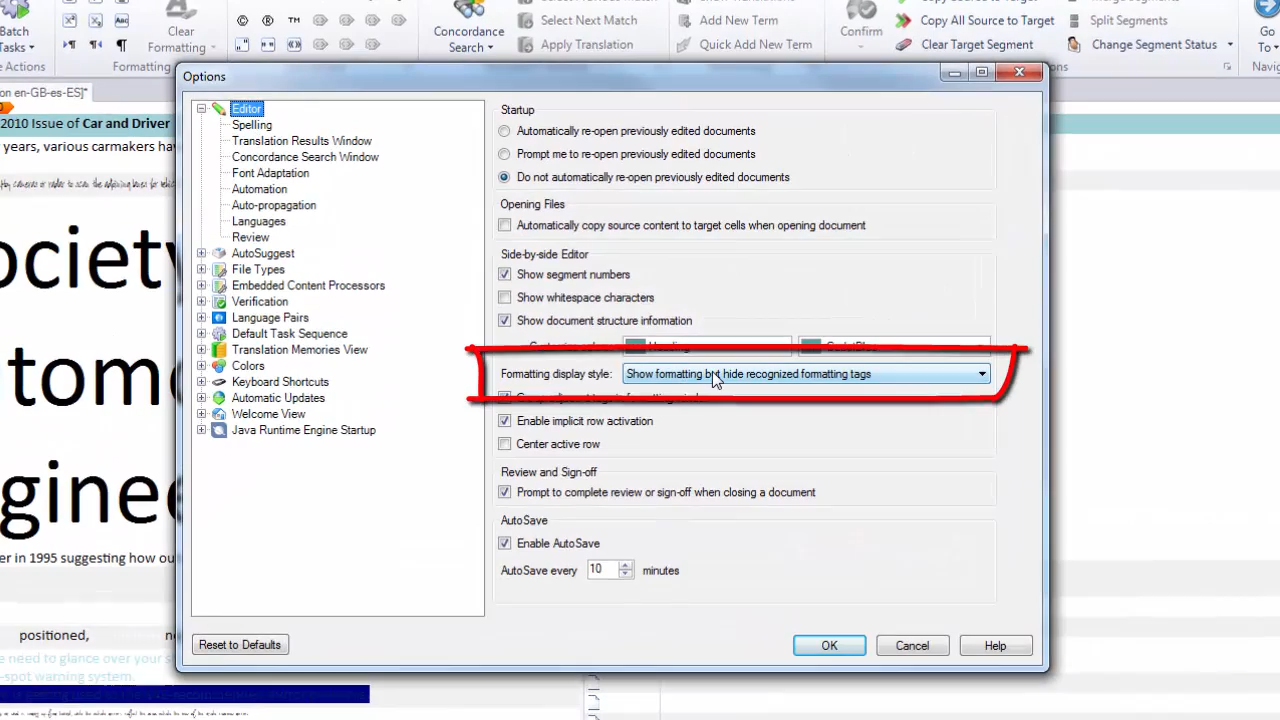 Batch
Tasks
Actions
Clear
Formatting
Formatting
© ® TM
Concordance
Search
Select Next Match
Apply Translation
Add New Term
Quick Add New Term
Confirm
Copy All Source to Target
Clear Target Segment
Split Segments
Change Segment Status
Go
To
on en-GB-es-ES]*
2010 Issue of Car and Driver
years, various carmakers ha
ociety
tomo
gine
er in 1995 suggesting how ou
positioned,
need to glance over your s
-spot warning system.
Options
Editor
Spelling
Translation Results Window
Concordance Search Window
Font Adaptation
Automation
Auto-propagation
Languages
Review
AutoSuggest
File Types
Embedded Content Processors
Verification
Language Pairs
Default Task Sequence
Translation Memories View
Colors
Keyboard Shortcuts
Automatic Updates
Welcome View
Java Runtime Engine Startup
Startup
Automatically re-open previously edited documents
Prompt me to re-open previously edited documents
Do not automatically re-open previously edited documents
Opening Files
Automatically copy source content to target cells when opening document
Side-by-side Editor
Show segment numbers
Show whitespace characters
Show document structure information
Formatting display style: Show formatting but hide recognized formatting tags
Enable implicit row activation
Center active row
Review and Sign-off
Prompt to complete review or sign-off when closing a document
AutoSave
Enable AutoSave
AutoSave every 10 minutes
Reset to Defaults
OK
Cancel
Help